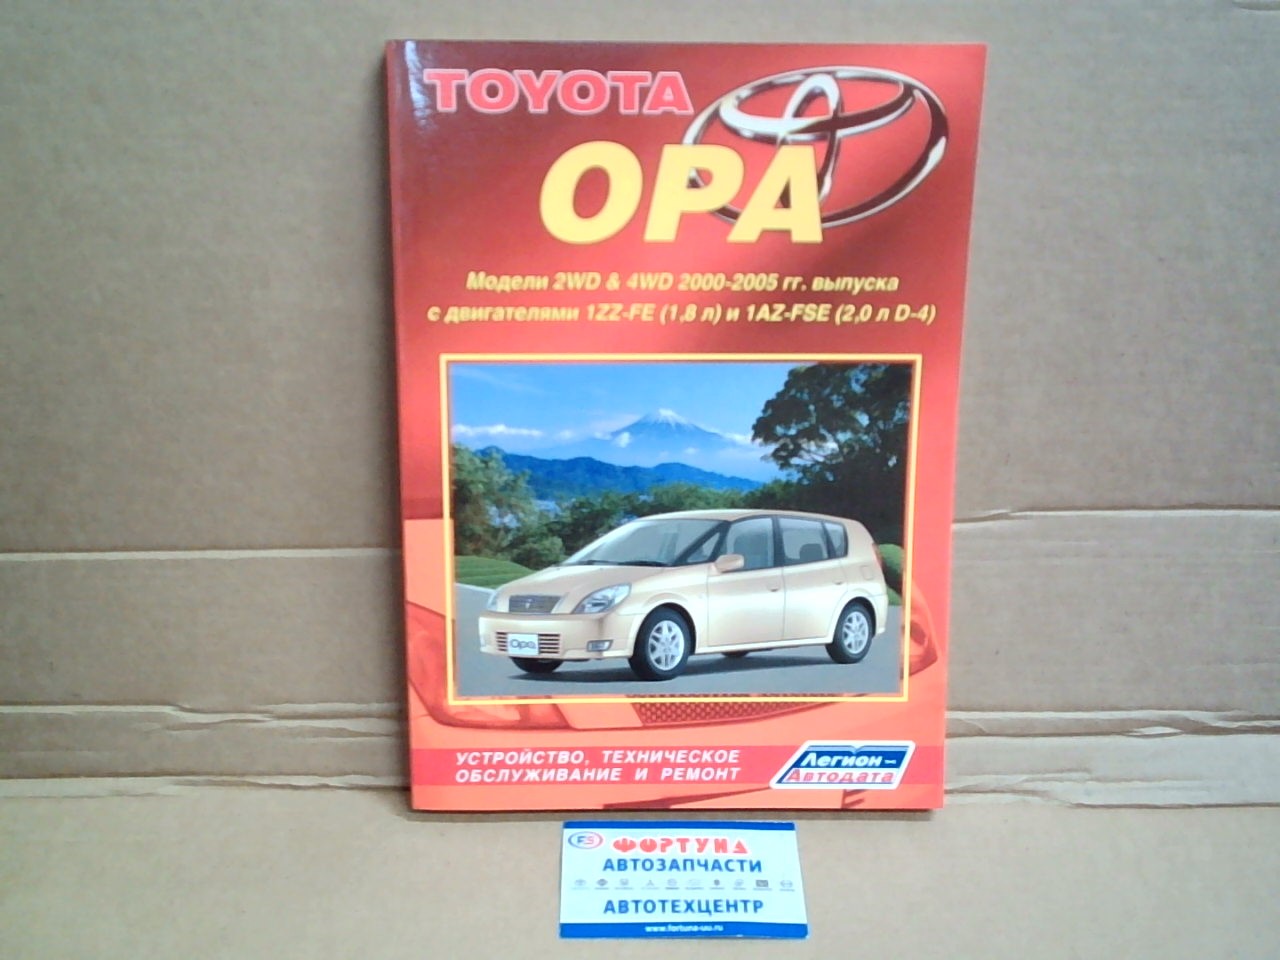 TOYOTA
OPA
Модели 2WD & 4WD 2000-2005 гг. выпуска
с двигателями 1ZZ-FE (1,8 л) и 1AZ-FSE (2,0 л D-4)
Opa
УСТРОЙСТВО, ТЕХНИЧЕСКОЕ
ОБСЛУЖИВАНИЕ И РЕМОНТ
Легион
Автодата
FS
ФОРТУНА
АВТОЗАПЧАСТИ
АВТОТЕХЦЕНТР
www.fortuna-uu.ru